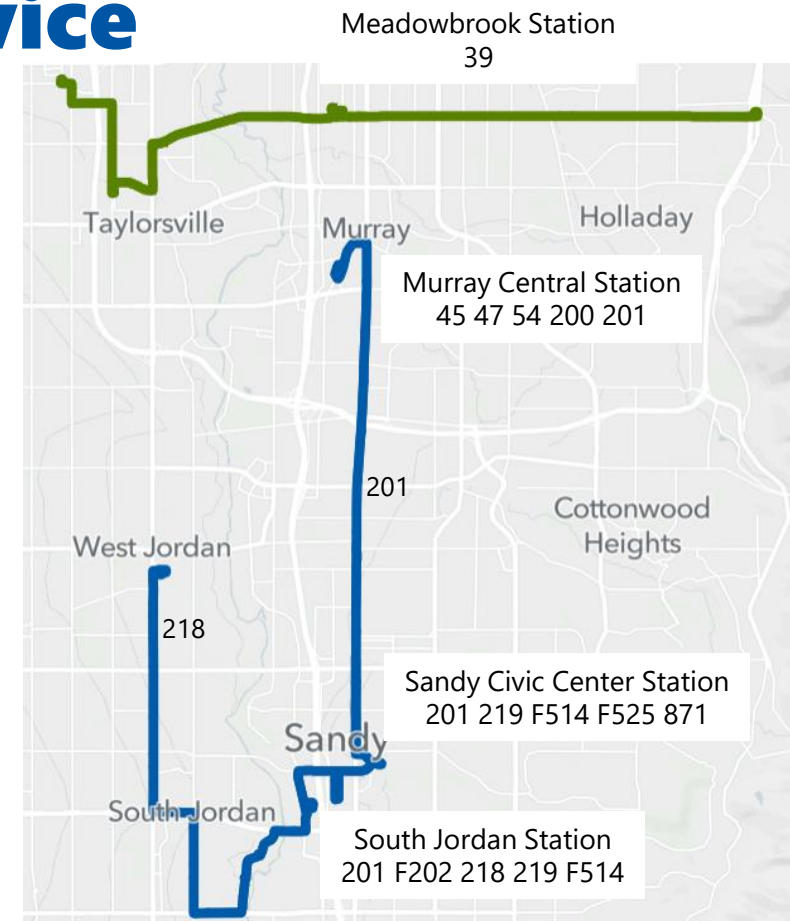 vice
Meadowbrook Station
39
Taylorsville
Murray
Holladay
Murray Central Station
45 47 54 200 201
201
Cottonwood
Heights
West Jordan
218
Sandy Civic Center Station
201 219 F514 F525 871
Sandy
South Jordan
South Jordan Station
201 F202 218 219 F514